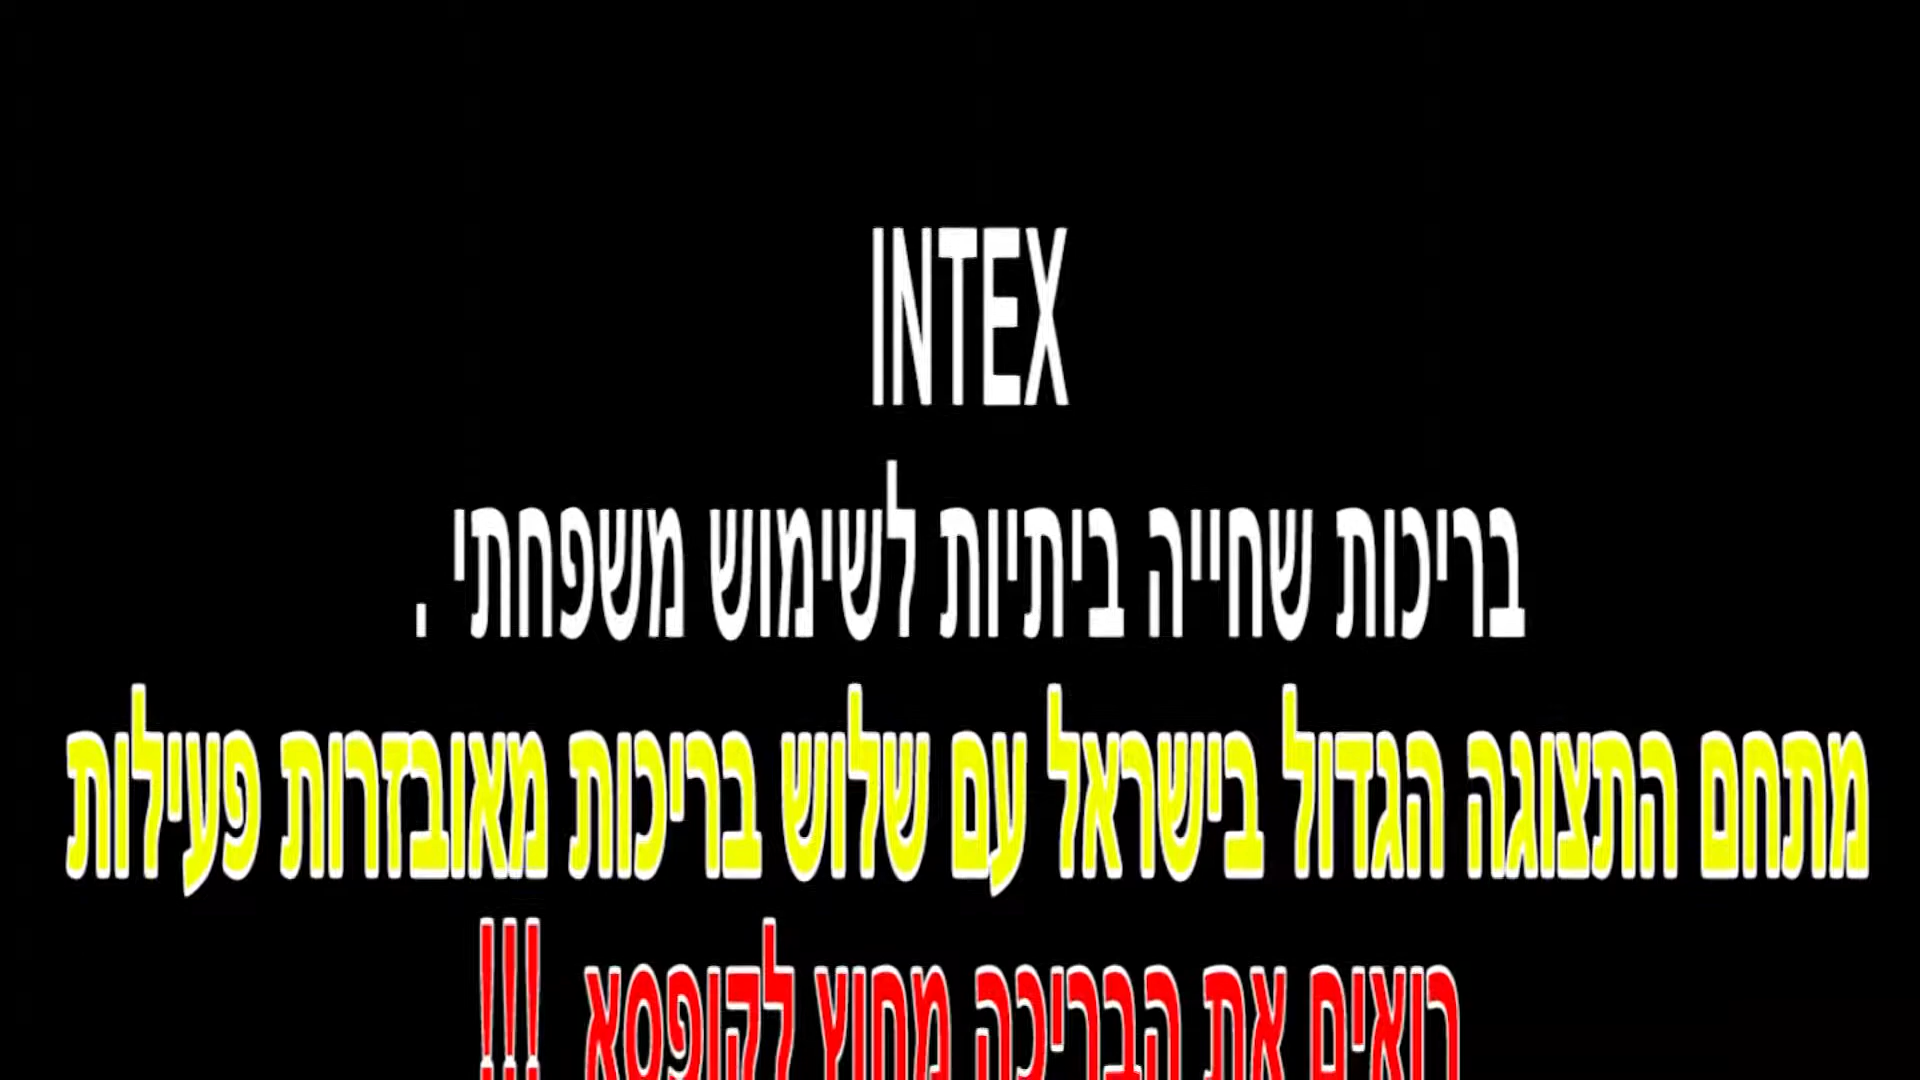 INTEX
בריכות שחייה ביתיות לשימוש משפחתי .
מתחם התצוגה הגדול בישראל עם שלוש בריכות מאובזרות פעילות
רואים את הבריכה מחוץ לקופסא !!!